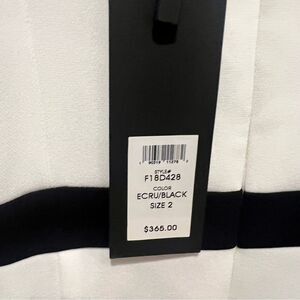 STYLE#
F18D428
COLOR
ECRU/BLACK
SIZE 2
$365.00